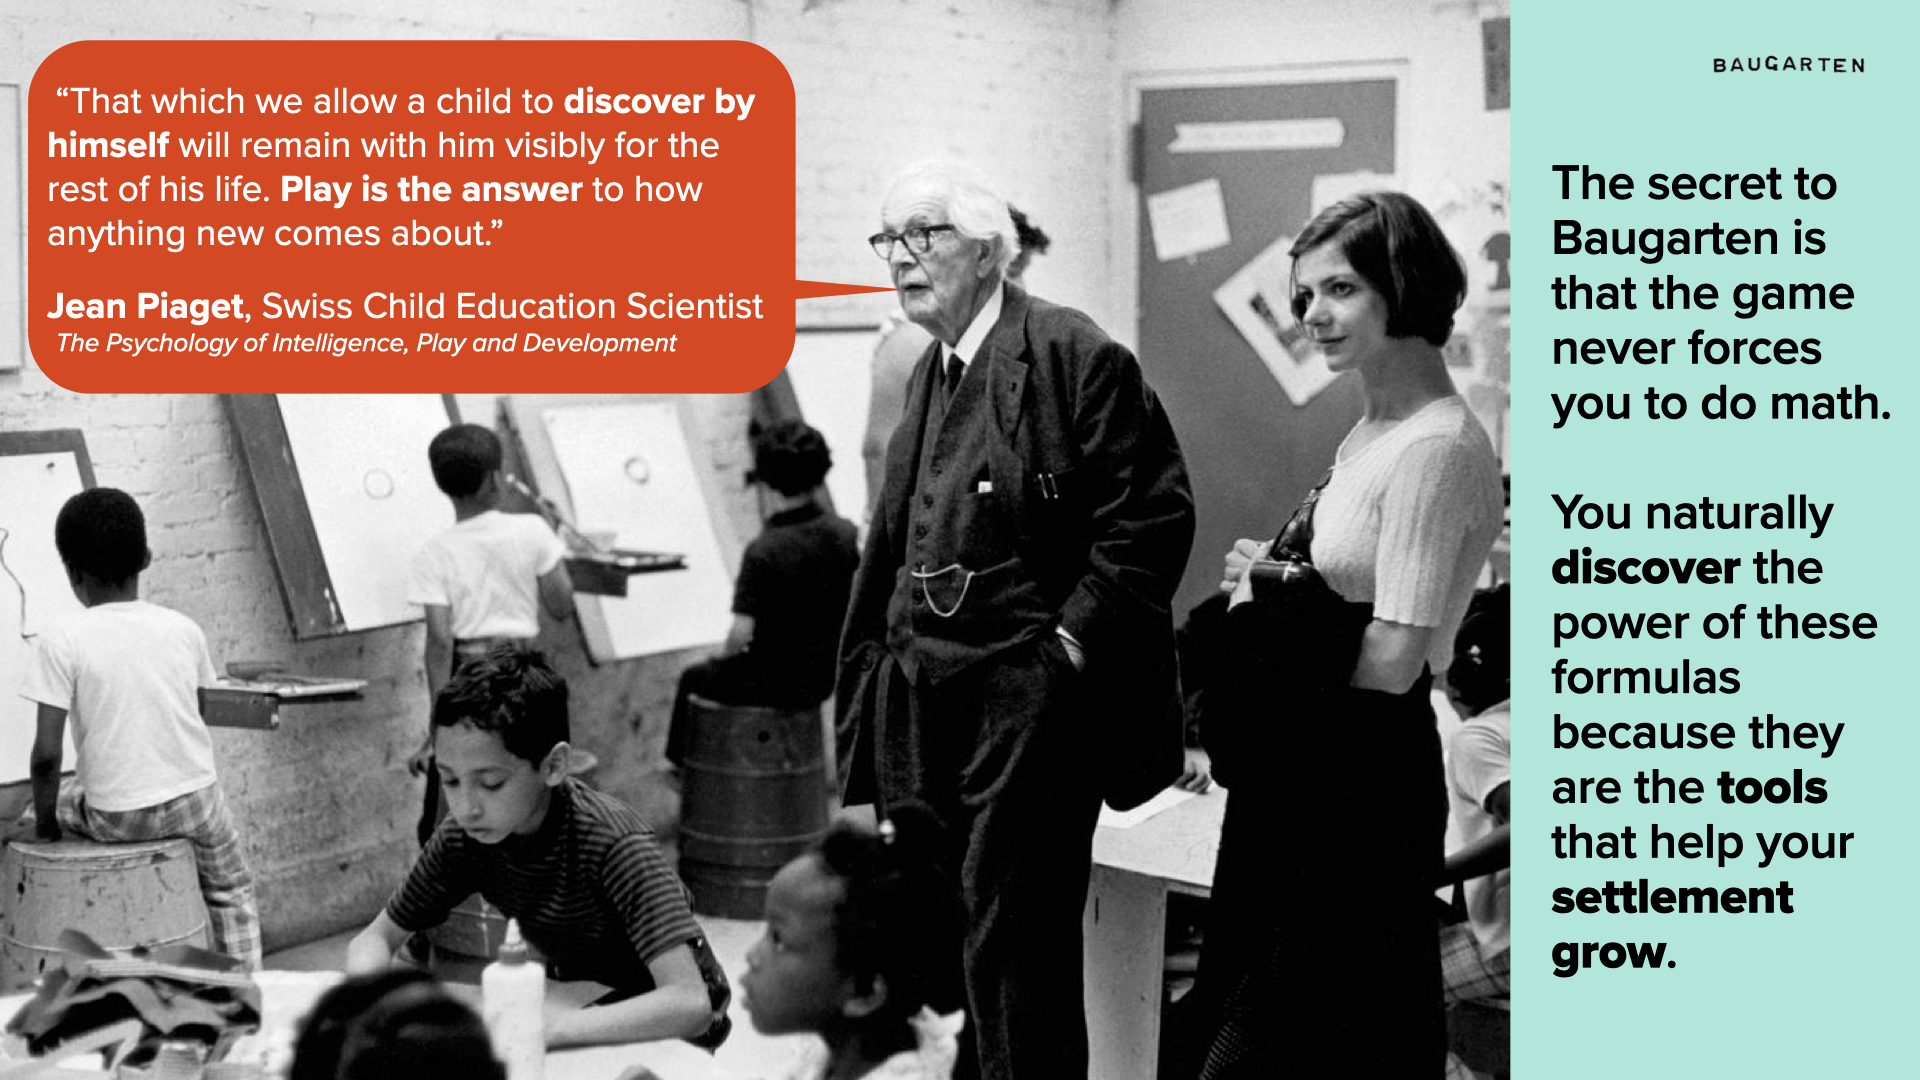 “That which we allow a child to discover by
himself will remain with him visibly for the
rest of his life. Play is the answer to how
anything new comes about.”
Jean Piaget, Swiss Child Education Scientist
The Psychology of Intelligence, Play and Development
BAUGARTEN
The secret to
Baugarten is
that the game
never forces
you to do math.
You naturally
discover the
power of these
formulas
because they
are the tools
that help your
settlement
grow.